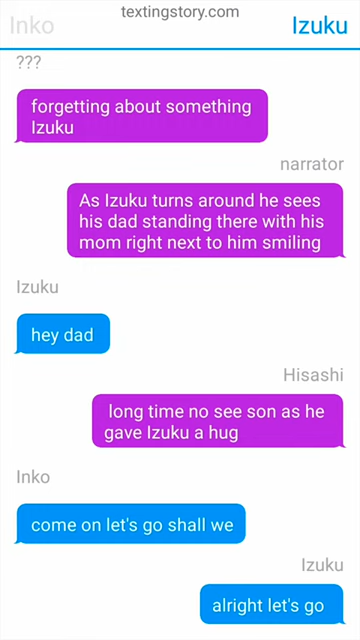 textingstory.com
Inko
Izuku
???
forgetting about something
Izuku
narrator
As Izuku turns around he sees
his dad standing there with his
mom right next to him smiling
Izuku
hey dad
Hisashi
long time no see son as he
gave Izuku a hug
Inko
come on let's go shall we
Izuku
alright let's go